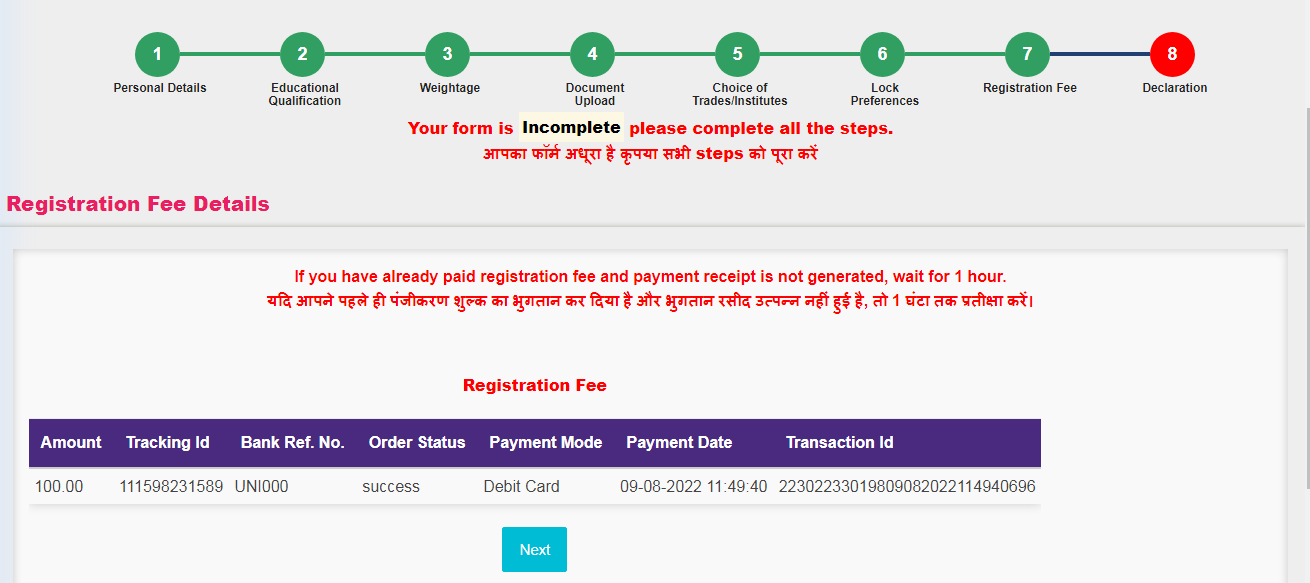 1 2 3 4 5 6 7 8
Personal Details Educational Weightage Document Choice of Lock Registration Fee Declaration
Qualification Upload Trades/Institutes Preferences
Your form is Incomplete please complete all the steps.
आपका फॉर्म अधूरा है कृपया सभी steps को पूरा करें
Registration Fee Details
If you have already paid registration fee and payment receipt is not generated, wait for 1 hour.
यदि आपने पहले ही पंजीकरण शुल्क का भुगतान कर दिया है और भुगतान रसीद उत्पन्न नहीं हुई है, तो 1 घंटा तक प्रतीक्षा करें।
Registration Fee
Amount Tracking Id Bank Ref. No. Order Status Payment Mode Payment Date Transaction Id
100.00 111598231589 UNI000 success Debit Card 09-08-2022 11:49:40 22302233019809082022114940696
Next